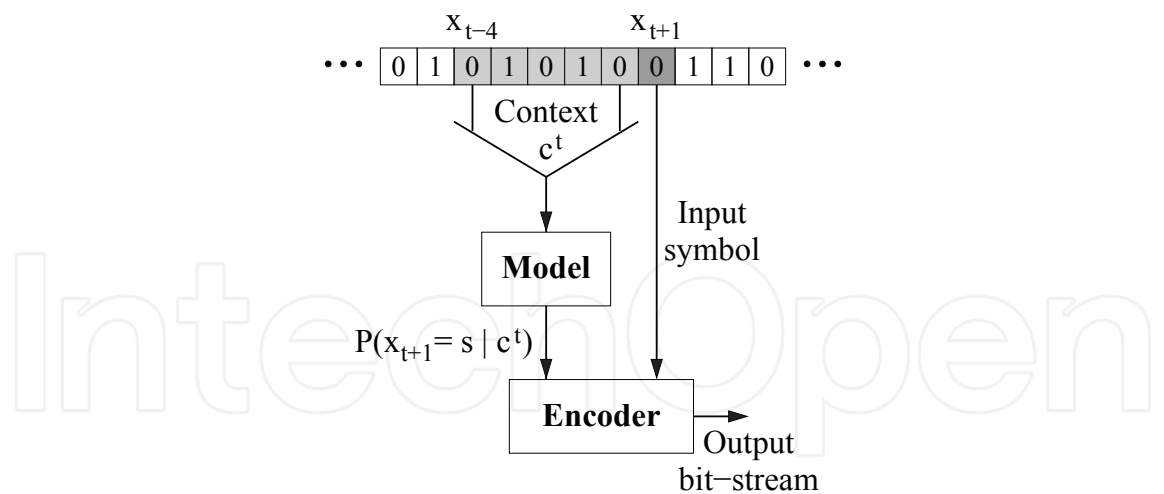 x_{t−4} x_{t+1}
••• 0 1 0 1 0 1 0 0 1 1 0 •••
Context
c^t
Input
symbol
Model
P(x_{t+1}= s | c^t)
Encoder
Output
bit−stream
IntechOpen